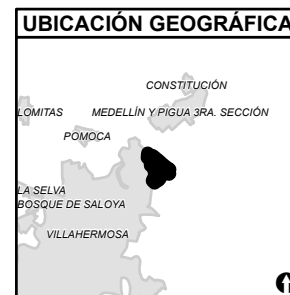 UBICACIÓN GEOGRÁFICA
CONSTITUCIÓN
LOMITAS MEDELLÍN Y PIGUA 3RA. SECCIÓN
POMOCA
LA SELVA
BOSQUE DE SALOYA
VILLAHERMOSA